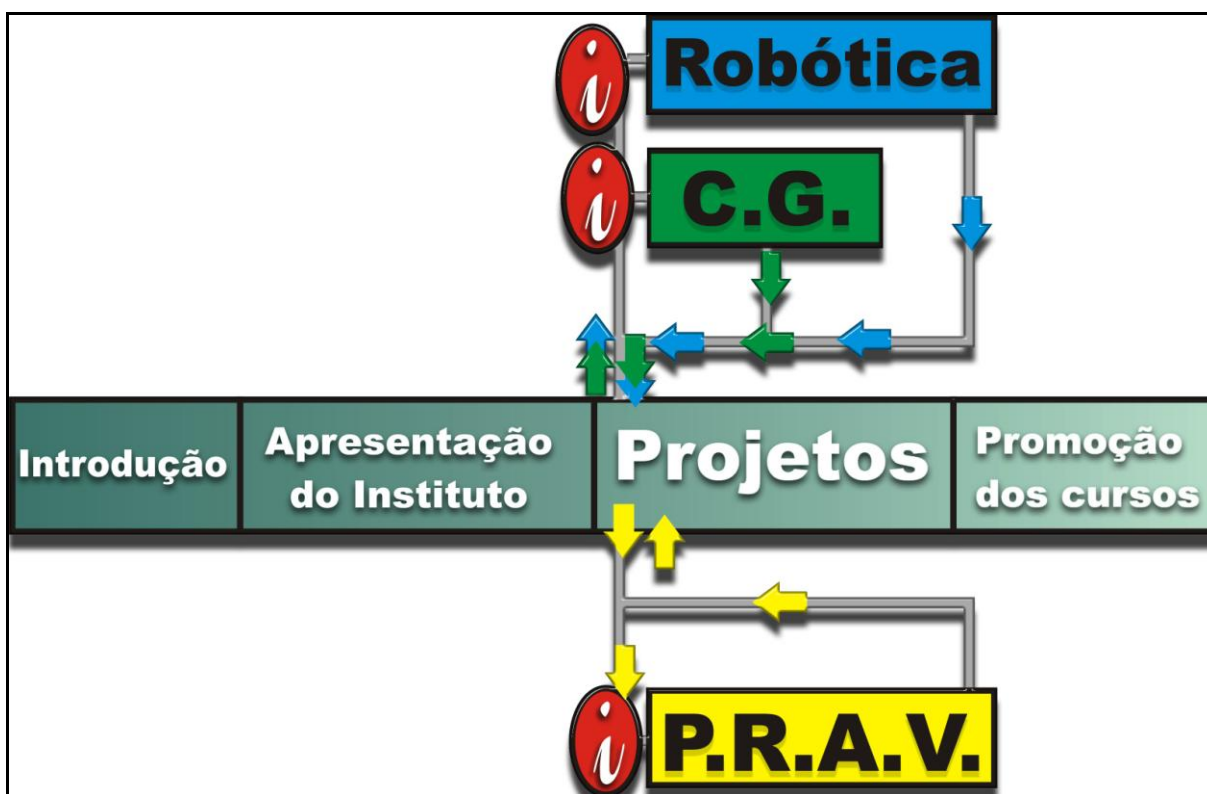 i
Robótica
i
C.G.
Introdução
Apresentação
do Instituto
Projetos
Promoção
dos cursos
i
P.R.A.V.